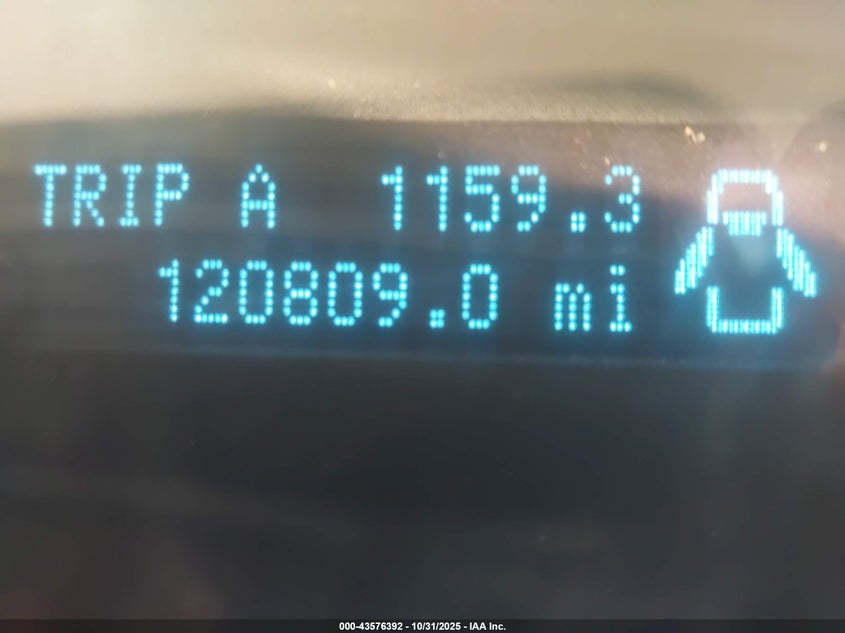 TRIP A 1159.3
120809.0 mi
000-43576392 - 10/31/2025 - IAA Inc.